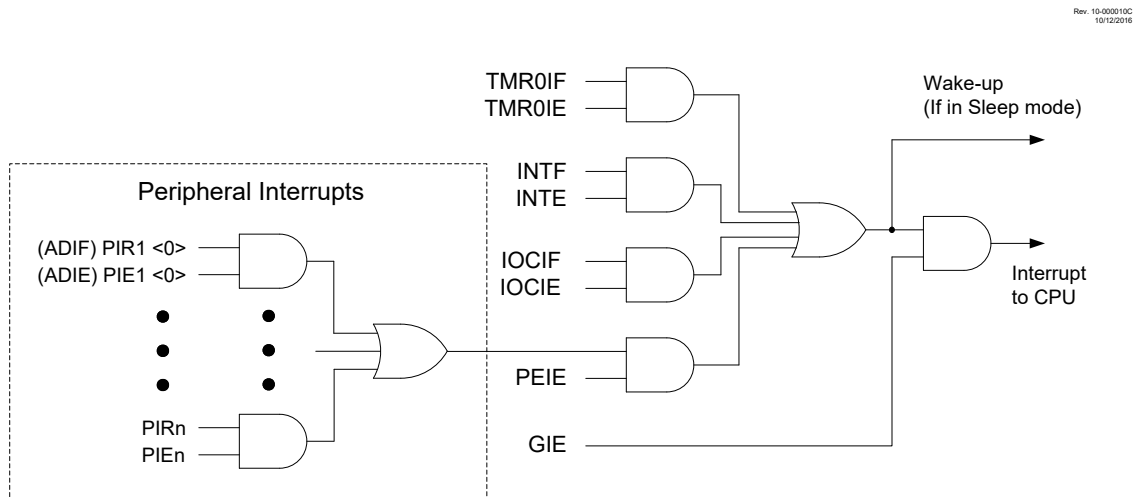 Rev. 10-000010C
10/12/2016
TMR0IF
TMR0IE
Wake-up
(If in Sleep mode)
INTF
INTE
Peripheral Interrupts
(ADIF) PIR1 <0>
(ADIE) PIE1 <0>
IOCIF
IOCIE
Interrupt
to CPU
PEIE
PIRn
PIEn
GIE